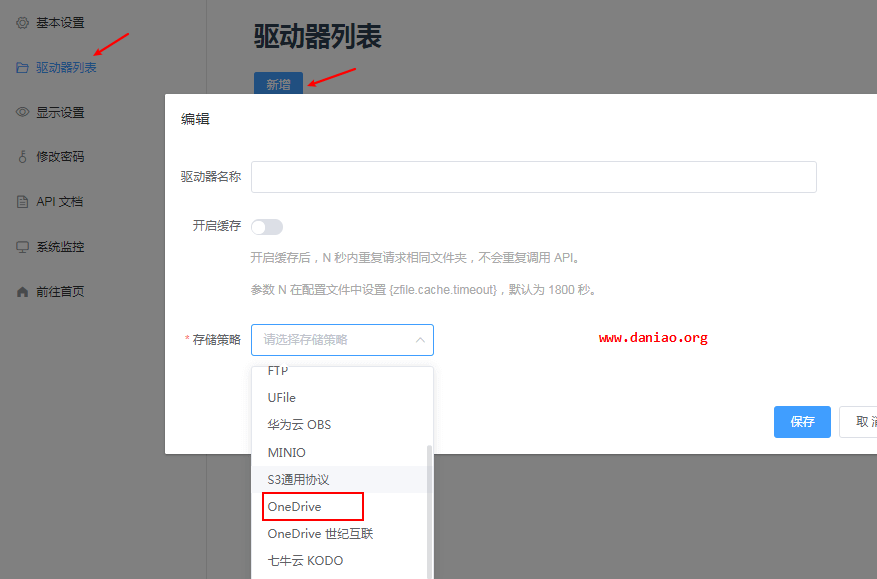 基本设置
驱动器列表
显示设置
修改密码
API 文档
系统监控
前往首页
驱动器列表
新增
编辑
驱动器名称
开启缓存
开启缓存后，N 秒内重复请求相同文件夹，不会重复调用 API。
参数 N 在配置文件中设置 {zfile.cache.timeout}，默认为 1800 秒。
* 存储策略 请选择存储策略
www.daniao.org
FTP
UFile
华为云 OBS
MINIO
S3通用协议
OneDrive
OneDrive 世纪互联
七牛云 KODO
保存
取